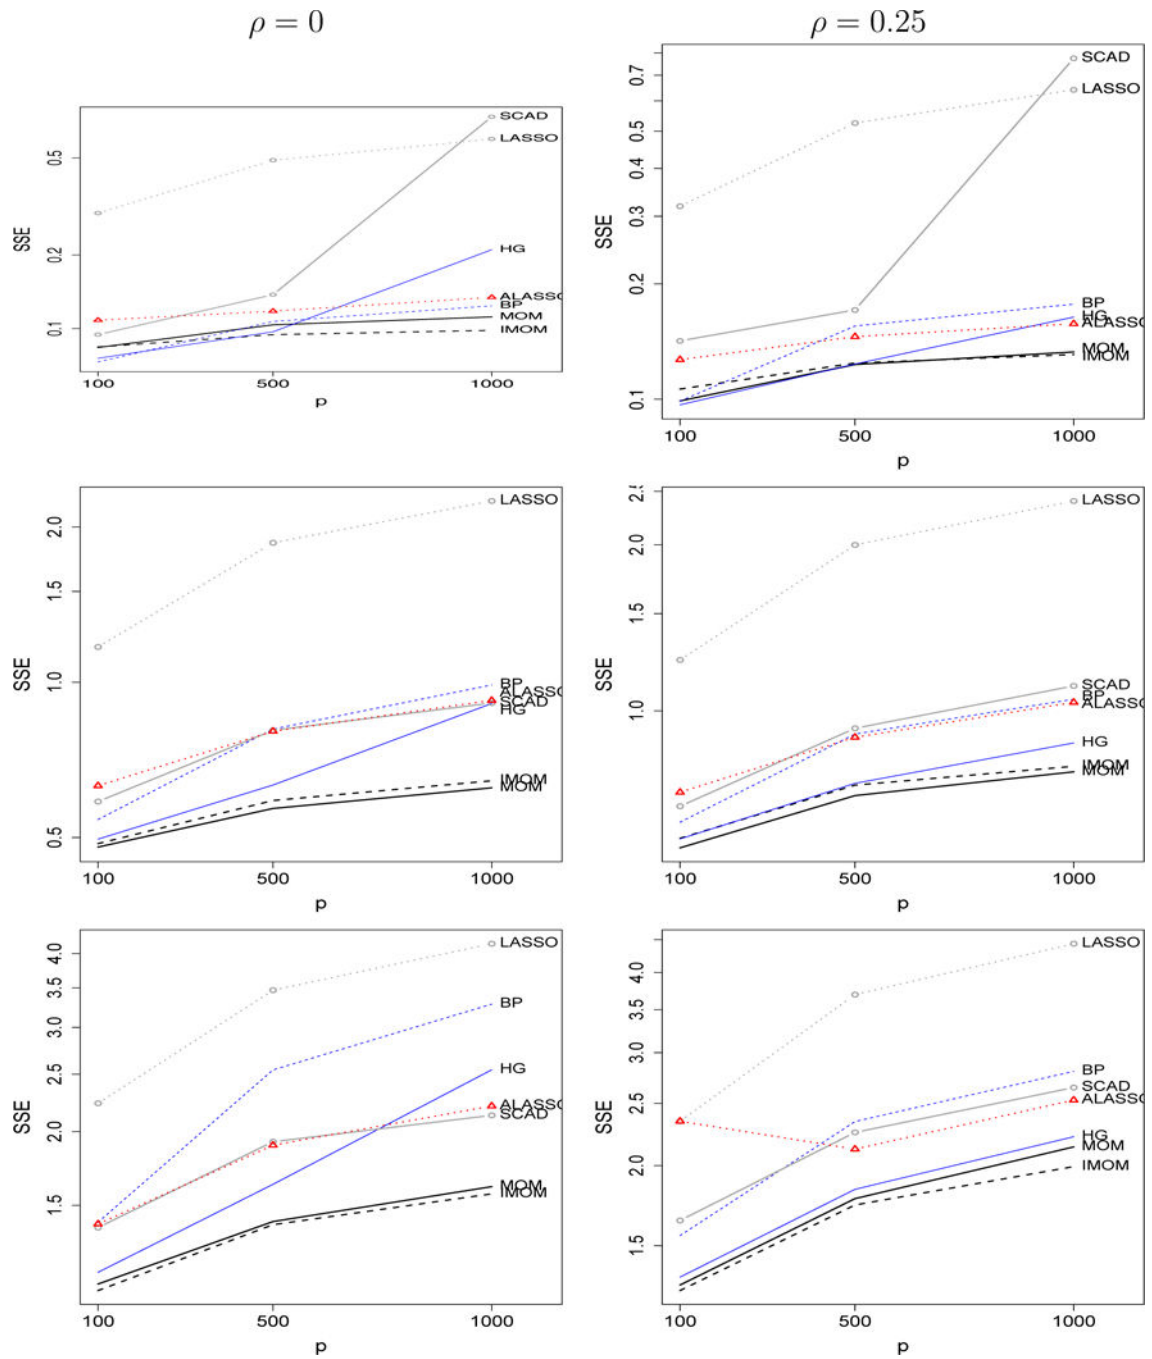 ρ = 0
ρ = 0.25
SSE
0.5
0.2
0.1
SCAD
LASSO
HG
ALASSO
BP
MOM
IMOM
100
500
1000
p
SSE
0.7
0.5
0.4
0.3
0.2
0.1
SCAD
LASSO
BP
HG
ALASSO
MOM
IMOM
100
500
1000
p
SSE
2.0
1.5
1.0
0.5
LASSO
BP
ALASSO
SCAD
HG
IMOM
MOM
100
500
1000
p
SSE
2.5
2.0
1.5
1.0
LASSO
SCAD
BP
ALASSO
HG
IMOM
MOM
100
500
1000
p
SSE
4.0
3.5
3.0
2.5
2.0
1.5
LASSO
BP
HG
ALASSO
SCAD
MOM
IMOM
100
500
1000
p
SSE
4.0
3.5
3.0
2.5
2.0
1.5
LASSO
BP
SCAD
ALASSO
HG
MOM
IMOM
100
500
1000
p